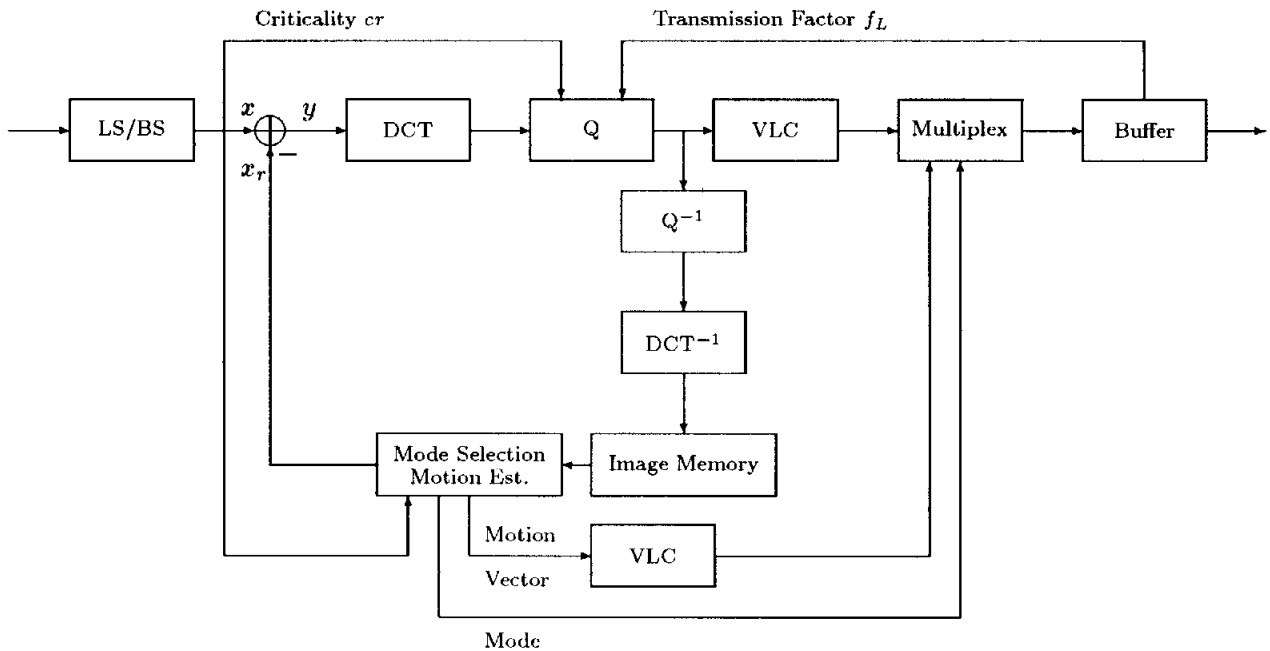 Criticality cr
Transmission Factor f_L
LS/BS
x
y
DCT
Q
VLC
Multiplex
Buffer
−
x_r
Q⁻¹
DCT⁻¹
Mode Selection
Motion Est.
Image Memory
Motion
Vector
VLC
Mode